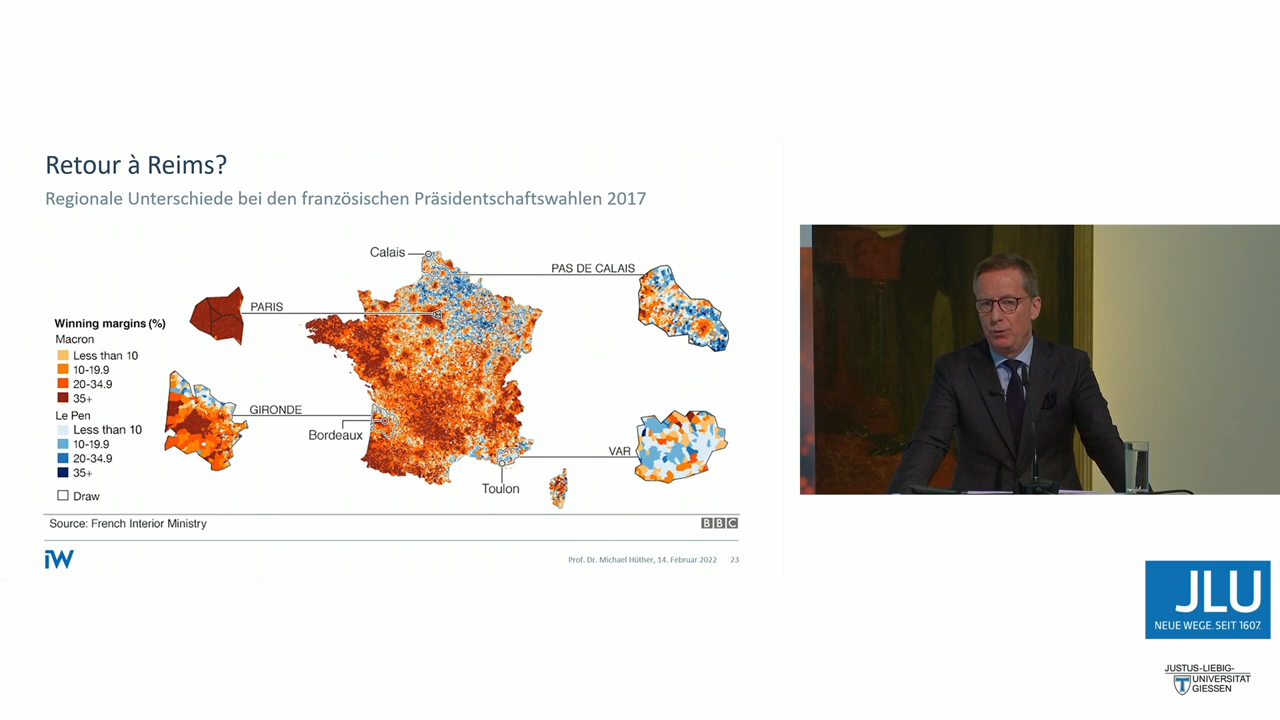 Retour à Reims?
Regionale Unterschiede bei den französischen Präsidentschaftswahlen 2017
Calais
PAS DE CALAIS
PARIS
Winning margins (%)
Macron
Less than 10
10-19.9
20-34.9
35+
Le Pen
Less than 10
10-19.9
20-34.9
35+
Draw
GIRONDE
Bordeaux
VAR
Toulon
Source: French Interior Ministry
BBC
iW
Prof. Dr. Michael Hüther, 14. Februar 2022 23
JLU
NEUE WEGE. SEIT 1607.
JUSTUS-LIEBIG-
UNIVERSITAT
GIESSEN